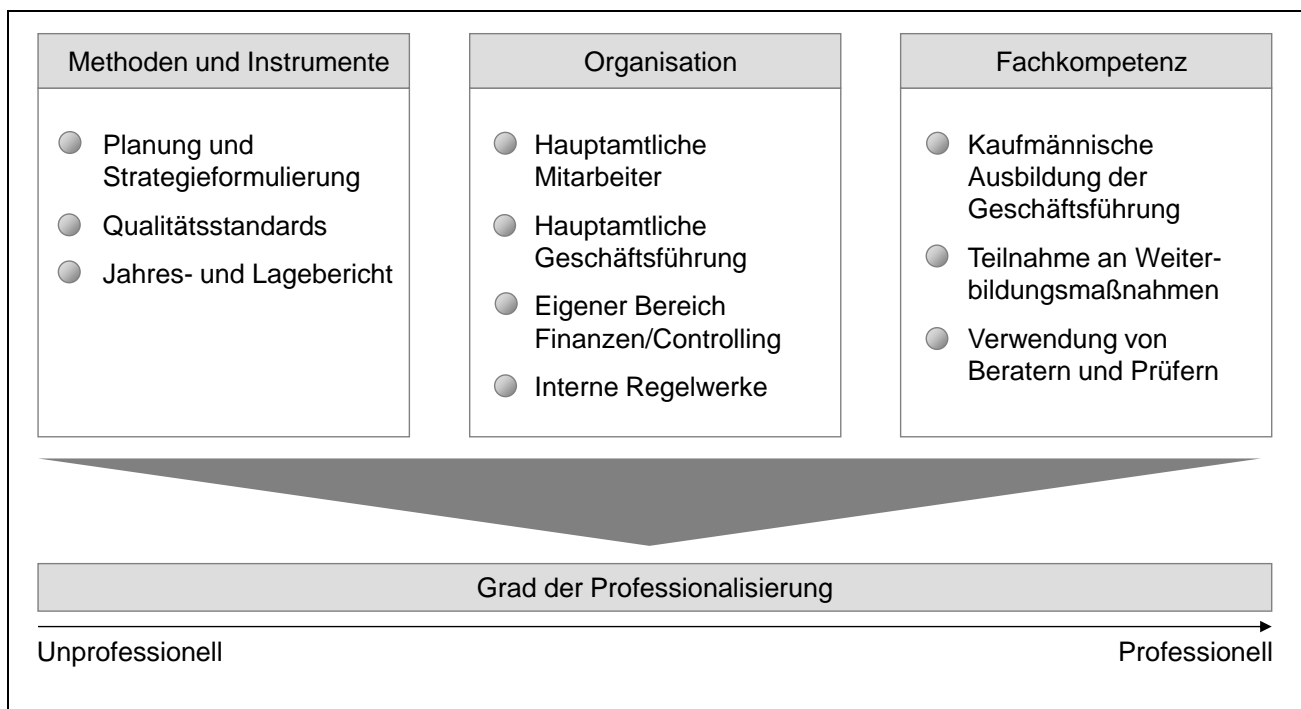 Methoden und Instrumente
Planung und
Strategieformulierung
Qualitätsstandards
Jahres- und Lagebericht
Organisation
Hauptamtliche
Mitarbeiter
Hauptamtliche
Geschäftsführung
Eigener Bereich
Finanzen/Controlling
Interne Regelwerke
Fachkompetenz
Kaufmännische
Ausbildung der
Geschäftsführung
Teilnahme an Weiter-
bildungsmaßnahmen
Verwendung von
Beratern und Prüfern
Grad der Professionalisierung
Unprofessionell
Professionell